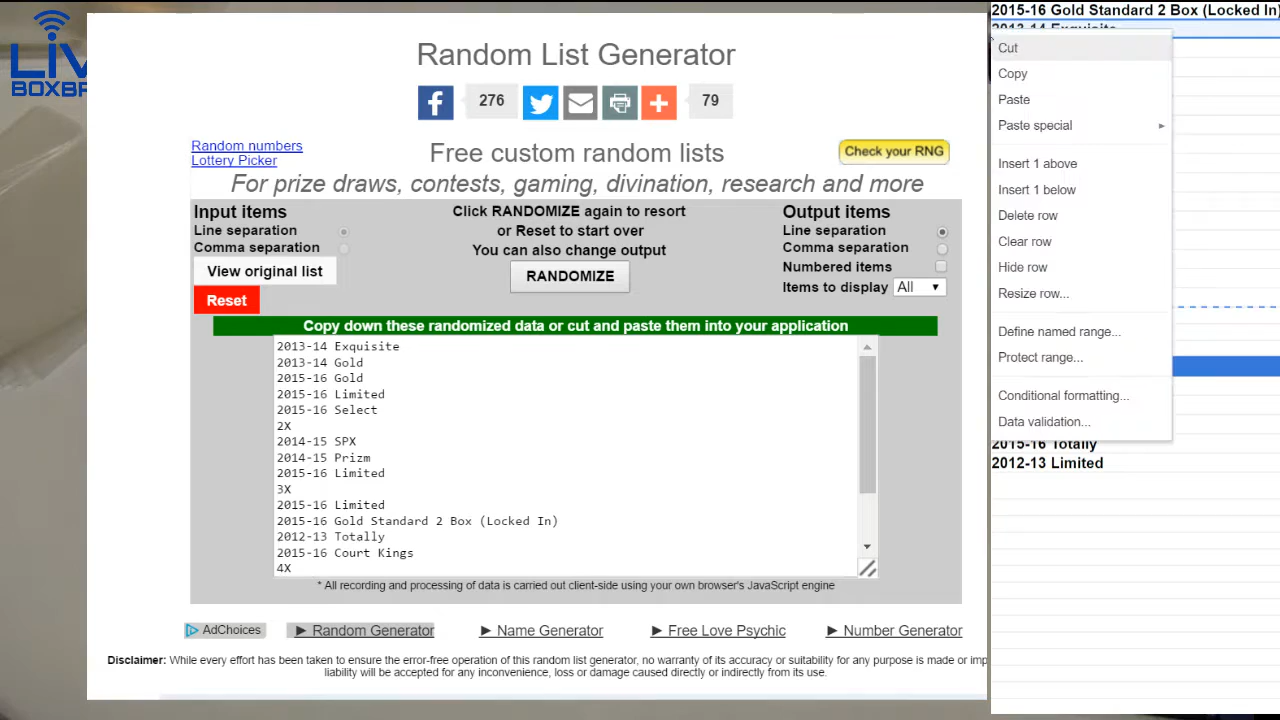 LIV
BOXBR
Random List Generator
276
79
Random numbers
Lottery Picker
Free custom random lists
Check your RNG
For prize draws, contests, gaming, divination, research and more
Input items
Line separation
Comma separation
View original list
Reset
Click RANDOMIZE again to resort
or Reset to start over
You can also change output
RANDOMIZE
Output items
Line separation
Comma separation
Numbered items
Items to display All
Copy down these randomized data or cut and paste them into your application
2013-14 Exquisite
2013-14 Gold
2015-16 Gold
2015-16 Limited
2015-16 Select
2X
2014-15 SPX
2014-15 Prizm
2015-16 Limited
3X
2015-16 Limited
2015-16 Gold Standard 2 Box (Locked In)
2012-13 Totally
2015-16 Court Kings
4X
* All recording and processing of data is carried out client-side using your own browser's JavaScript engine
AdChoices
► Random Generator
► Name Generator
► Free Love Psychic
► Number Generator
Disclaimer: While every effort has been taken to ensure the error-free operation of this random list generator, no warranty of its accuracy or suitability for any purpose is made or imp
liability will be accepted for any inconvenience, loss or damage caused directly or indirectly from its use.
2015-16 Gold Standard 2 Box (Locked In)
2013-14 Exquisite
Cut
Copy
Paste
Paste special
Insert 1 above
Insert 1 below
Delete row
Clear row
Hide row
Resize row...
Define named range...
Protect range...
Conditional formatting...
Data validation...
2015-16 Totally
2012-13 Limited